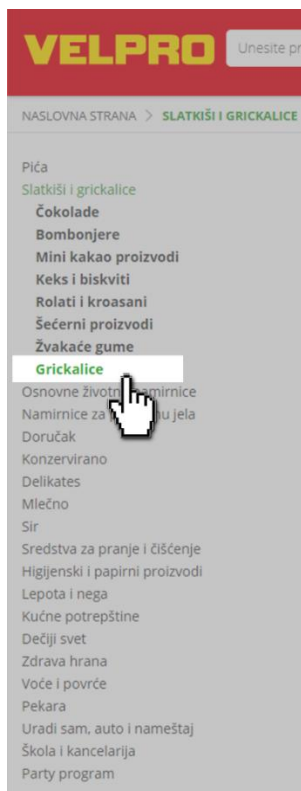 VELPRO
Unesite pr
NASLOVNA STRANA > SLATKIŠI I GRICKALICE
Pića
Slatkiši i grickalice
Čokolade
Bombonjere
Mini kakao proizvodi
Keks i biskviti
Rolati i kroasani
Šećerni proizvodi
Žvakaće gume
Grickalice
Osnovne životne namirnice
Namirnice za jela
Doručak
Konzervirano
Delikates
Mlečno
Sir
Sredstva za pranje i čišćenje
Higijenski i papirni proizvodi
Lepota i nega
Kućne potrepštine
Dečiji svet
Zdrava hrana
Voće i povrće
Pekara
Uradi sam, auto i nameštaj
Škola i kancelarija
Party program